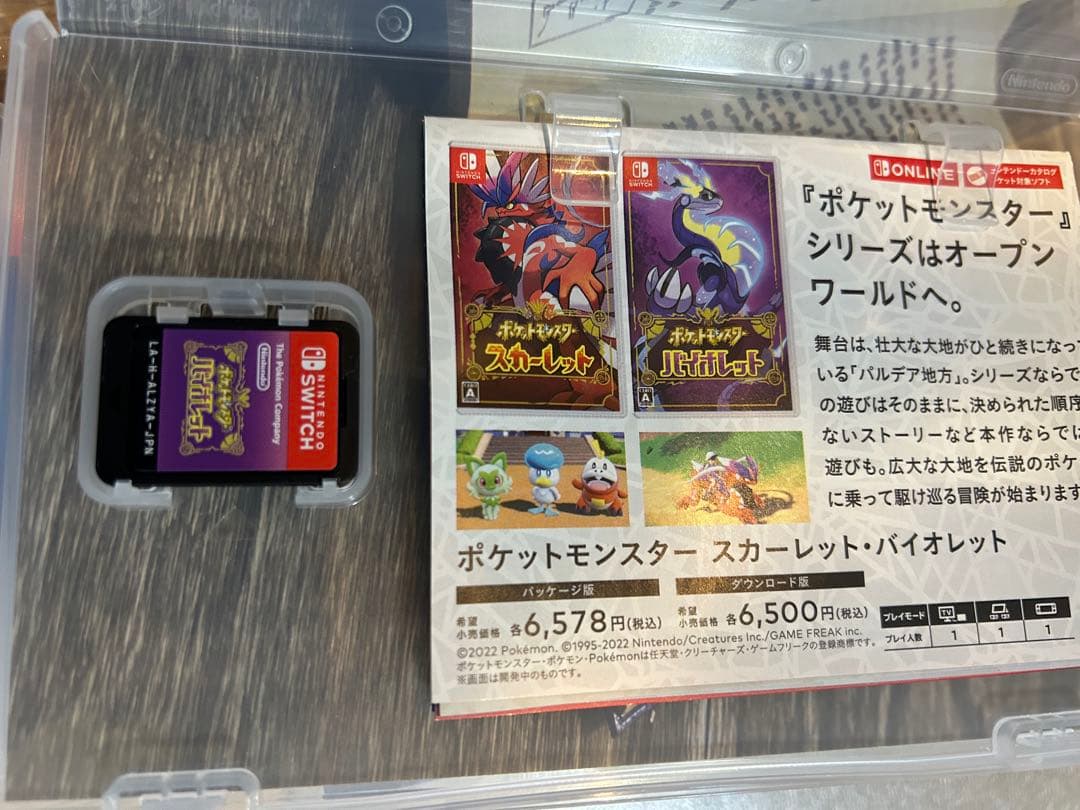 Nintendo
NINTENDO
SWITCH
The Pokémon Company
Nintendo
ポケットモンスター
バイオレット
LA-H-ALZYA-JPN
NINTENDO
SWITCH
ポケットモンスター
スカーレット
A
NINTENDO
SWITCH
ポケットモンスター
バイオレット
A
ONLINE
ニンテンドーカタログ
チケット対象ソフト
『ポケットモンスター』
シリーズはオープン
ワールドへ。
舞台は、壮大な大地がひと続きになって
いる「パルデア地方」。シリーズならで
の遊びはそのままに、決められた順序
ないストーリーなど本作ならでは
遊びも。広大な大地を伝説のポケ
に乗って駆け巡る冒険が始まります
ポケットモンスター スカーレット・バイオレット
パッケージ版
希望
小売価格 各6,578円(税込)
ダウンロード版
希望
小売価格 各6,500円(税込)
プレイモード TV
プレイ人数 1 1 1
©2022 Pokémon. ©1995-2022 Nintendo/Creatures Inc./GAME FREAK inc.
ポケットモンスター・ポケモン・Pokémonは任天堂・クリーチャーズ・ゲームフリークの登録商標です。
※画面は開発中のものです。